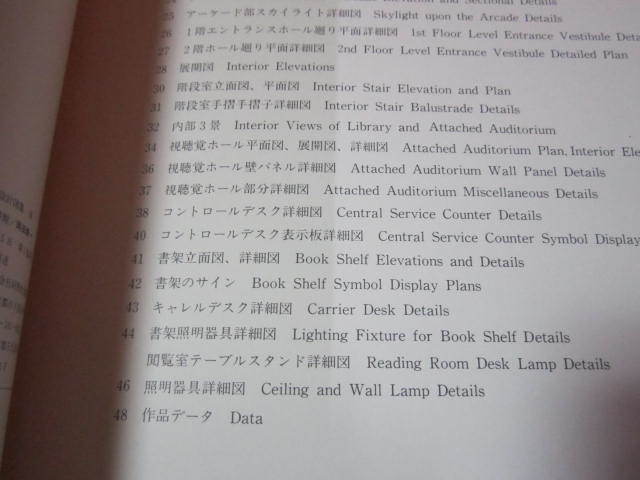 and Sectional Details
25 アーケード部スカイライト詳細図 Skylight upon the Arcade Details
26 1階エントランスホール廻り平面詳細図 1st Floor Level Entrance Vestibule Deta
27 2階ホール廻り平面詳細図 2nd Floor Level Entrance Vestibule Detailed Plan
28 展開図 Interior Elevations
30 階段室立面図、平面図 Interior Stair Elevation and Plan
31 階段室手摺手摺子詳細図 Interior Stair Balustrade Details
32 内部3景 Interior Views of Library and Attached Auditorium
34 視聴覚ホール平面図、展開図、詳細図 Attached Auditorium Plan, Interior Ele
36 視聴覚ホール壁パネル詳細図 Attached Auditorium Wall Panel Details
37 視聴覚ホール部分詳細図 Attached Auditorium Miscellaneous Details
38 コントロールデスク詳細図 Central Service Counter Details
40 コントロールデスク表示板詳細図 Central Service Counter Symbol Display
41 書架立面図、詳細図 Book Shelf Elevations and Details
42 書架のサイン Book Shelf Symbol Display Plans
43 キャレルデスク詳細図 Carrier Desk Details
44 書架照明器具詳細図 Lighting Fixture for Book Shelf Details
閲覧室テーブルスタンド詳細図 Reading Room Desk Lamp Details
46 照明器具詳細図 Ceiling and Wall Lamp Details
48 作品データ Data